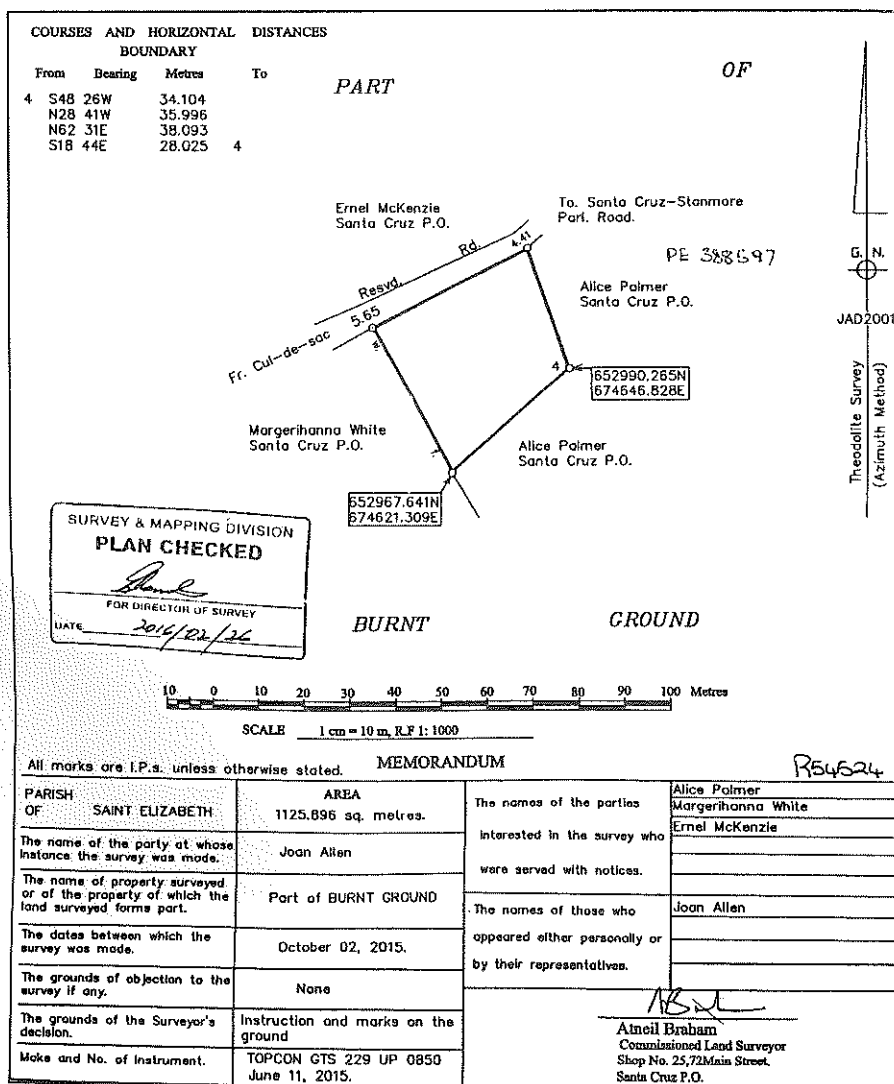 COURSES AND HORIZONTAL DISTANCES
BOUNDARY
From Bearing Metres To
4 S48 26W 34.104
N28 41W 35.996
N62 31E 38.093
S18 44E 28.025 4
PART OF
Ernel McKenzie
Santa Cruz P.O.
To. Santa Cruz-Stanmore
Parl. Road.
Resvd. Rd.
4.41
5.65
Fr. Cul-de-sac
PE 388597
Alice Palmer
Santa Cruz P.O.
G. N.
JAD2001
Theodolite Survey
(Azimuth Method)
4
652990.265N
674646.828E
Margerihanna White
Santa Cruz P.O.
Alice Palmer
Santa Cruz P.O.
652967.641N
674621.309E
SURVEY & MAPPING DIVISION
PLAN CHECKED
FOR DIRECTOR OF SURVEY
DATE 2016/02/26
BURNT GROUND
10 0 10 20 30 40 50 60 70 80 90 100 Metres
SCALE 1 cm = 10 m, R.F 1: 1000
All marks are I.P.s. unless otherwise stated.
MEMORANDUM
R54524
PARISH
OF SAINT ELIZABETH
AREA
1125.896 sq. metres.
The name of the party at whose
instance the survey was made.
Joan Allen
The name of property surveyed
or of the property of which the
land surveyed forms part.
Part of BURNT GROUND
The dates between which the
survey was made.
October 02, 2015.
The grounds of objection to the
survey if any.
None
The grounds of the Surveyor's
decision.
Instruction and marks on the
ground
Make and No. of Instrument.
TOPCON GTS 229 UP 0850
June 11, 2015.
The names of the parties
interested in the survey who
were served with notices.
Alice Palmer
Margerihanna White
Ernel McKenzie
The names of those who
appeared either personally or
by their representatives.
Joan Allen
Atneil Braham
Commissioned Land Surveyor
Shop No. 25,72Main Street,
Santa Cruz P.O.